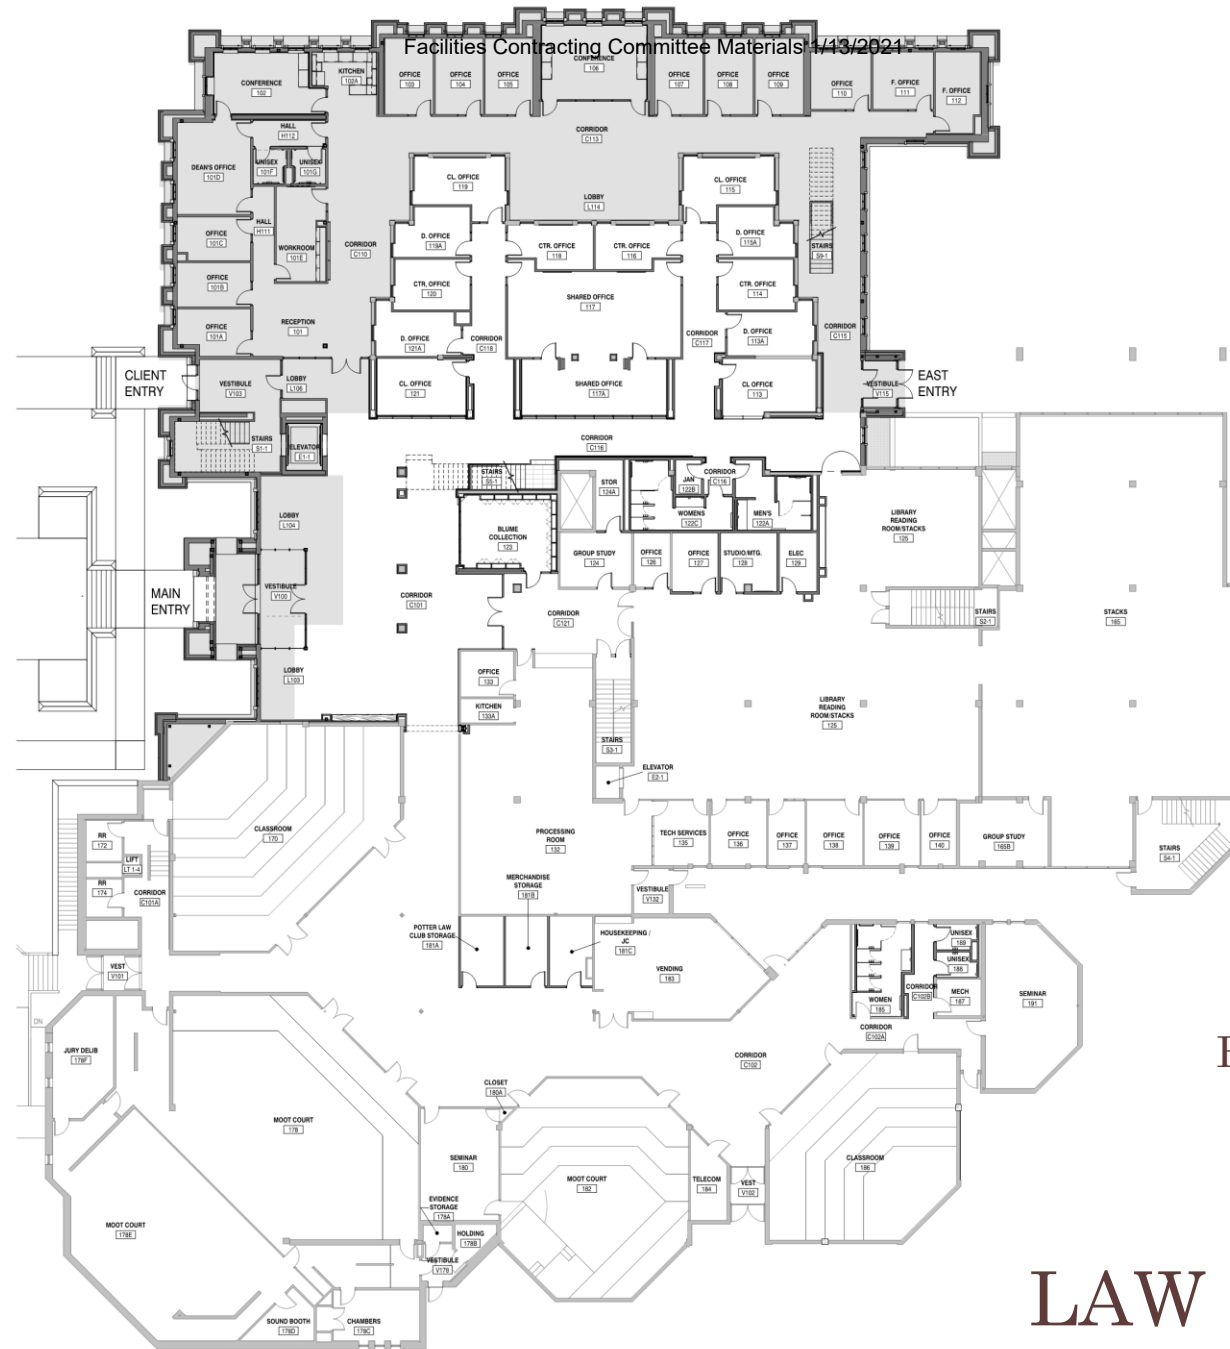 Facilities Contracting Committee Materials 1/13/2021
CONFERENCE
102
KITCHEN
102A
OFFICE
103
OFFICE
104
OFFICE
105
CONFERENCE
106
OFFICE
107
OFFICE
108
OFFICE
109
OFFICE
110
F. OFFICE
111
F. OFFICE
112
HALL
H112
CORRIDOR
C113
DEAN'S OFFICE
101D
UNISEX
101F
UNISEX
101G
CL. OFFICE
119
CL. OFFICE
115
LOBBY
L114
OFFICE
101C
HALL
H111
WORKROOM
101E
CORRIDOR
C110
D. OFFICE
119A
CTR. OFFICE
118
CTR. OFFICE
116
D. OFFICE
115A
STAIRS
S9-1
OFFICE
101B
CTR. OFFICE
120
SHARED OFFICE
117
CTR. OFFICE
114
OFFICE
101A
RECEPTION
101
D. OFFICE
121A
CORRIDOR
C118
CORRIDOR
C117
D. OFFICE
113A
CORRIDOR
C115
CLIENT
ENTRY
VESTIBULE
V103
LOBBY
L106
CL. OFFICE
121
SHARED OFFICE
117A
CL OFFICE
113
VESTIBULE
V115
EAST
ENTRY
STAIRS
S1-1
ELEVATOR
E1-1
CORRIDOR
C116
STAIRS
S5-1
STOR
124A
JAN
122B
CORRIDOR
C116
WOMENS
122C
MEN'S
122A
LOBBY
L104
BLUME
COLLECTION
123
LIBRARY
READING
ROOM/STACKS
125
GROUP STUDY
124
OFFICE
126
OFFICE
127
STUDIO/MTG.
128
ELEC
129
MAIN
ENTRY
VESTIBULE
V100
CORRIDOR
C101
CORRIDOR
C121
STAIRS
S2-1
STACKS
165
LOBBY
L103
OFFICE
133
KITCHEN
133A
LIBRARY
READING
ROOM/STACKS
125
STAIRS
S3-1
ELEVATOR
E2-1
CLASSROOM
170
RR
172
LIFT
LT 1-4
RR
174
CORRIDOR
C101A
PROCESSING
ROOM
132
TECH SERVICES
135
OFFICE
136
OFFICE
137
OFFICE
138
OFFICE
139
OFFICE
140
GROUP STUDY
165B
STAIRS
S4-1
MERCHANDISE
STORAGE
181B
VESTIBULE
V132
POTTER LAW
CLUB STORAGE
181A
HOUSEKEEPING /
JC
181C
VEST
V101
VENDING
183
UNISEX
189
UNISEX
188
CORRIDOR
C102B
MECH
187
WOMEN
185
SEMINAR
191
DN
CORRIDOR
C102A
JURY DELIB
178F
CORRIDOR
C102
CLOSET
180A
MOOT COURT
178
SEMINAR
180
MOOT COURT
182
TELECOM
184
VEST
V102
CLASSROOM
186
EVIDENCE
STORAGE
178A
MOOT COURT
178E
HOLDING
178B
VESTIBULE
V178
SOUND BOOTH
178D
CHAMBERS
178C
LAW